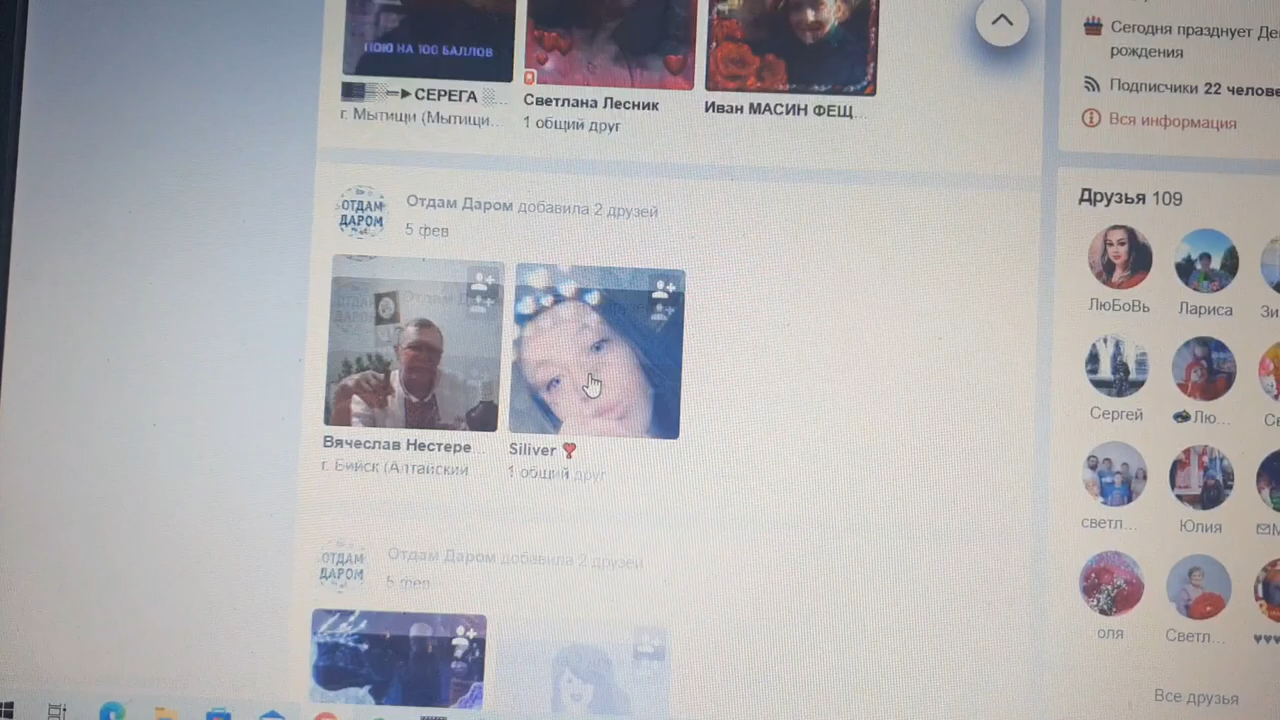 ПОЮ НА 100 БАЛЛОВ
СЕРЕГА
г. Мытищи (Мытищи...
Светлана Лесник
1 общий друг
Иван МАСИН ФЕЩ...
Сегодня празднует Де
рождения
Подписчики 22 челове
Вся информация
Отдам Даром добавила 2 друзей
5 фев
ОТДАМ
ДАРОМ
Вячеслав Нестере...
г. Бийск (Алтайский
Siliver
1 общий друг
Отдам Даром добавила 2 друзей
5 фев
ОТДАМ
ДАРОМ
Друзья 109
ЛюБоВЬ
Лариса
Зи
Сергей
Лю...
Се
светл...
Юлия
оля
Светл...
Все друзья